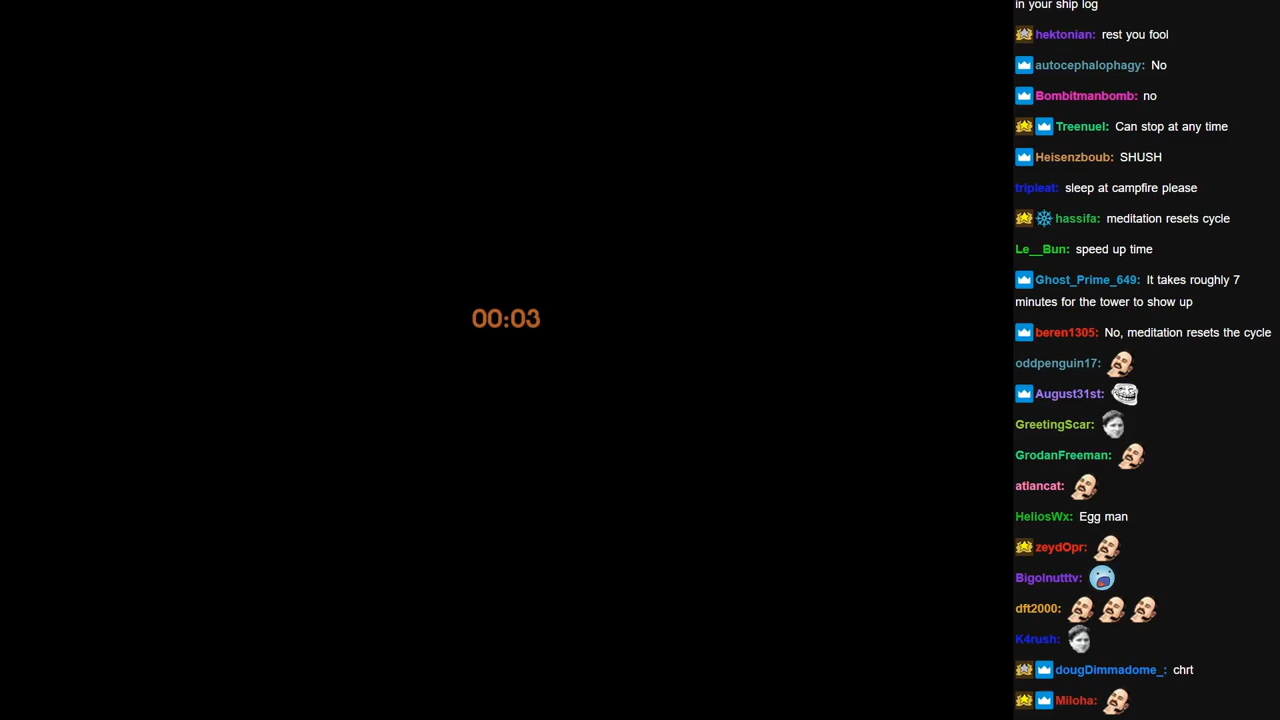 in your ship log
hektonian: rest you fool
autocephalophagy: No
Bombitmanbomb: no
Treenuel: Can stop at any time
Heisenzboub: SHUSH
tripleat: sleep at campfire please
hassifa: meditation resets cycle
Le__Bun: speed up time
Ghost_Prime_649: It takes roughly 7
minutes for the tower to show up
00:03
beren1305: No, meditation resets the cycle
oddpenguin17:
August31st:
GreetingScar:
GrodanFreeman:
atlancat:
HeliosWx: Egg man
zeydOpr:
Bigolnutttv:
dft2000:
K4rush:
dougDimmadome_: chrt
Miloha: